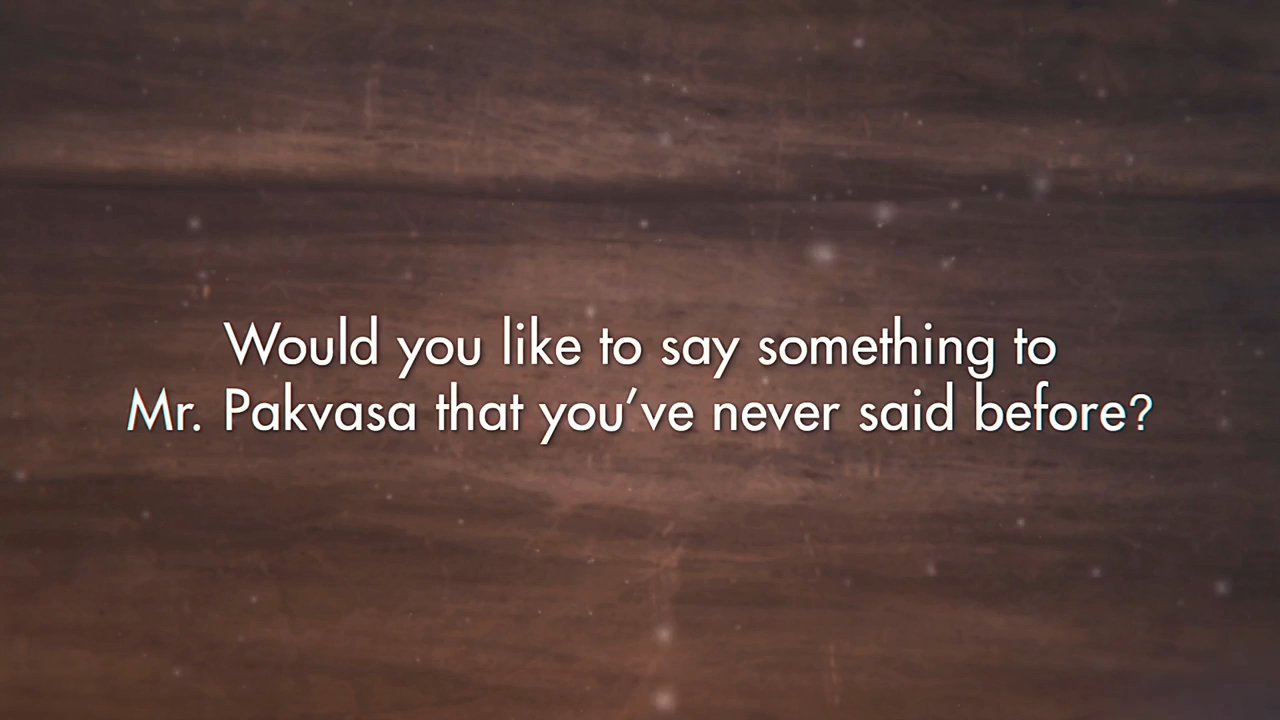 Would you like to say something to
Mr. Pakvasa that you’ve never said before?